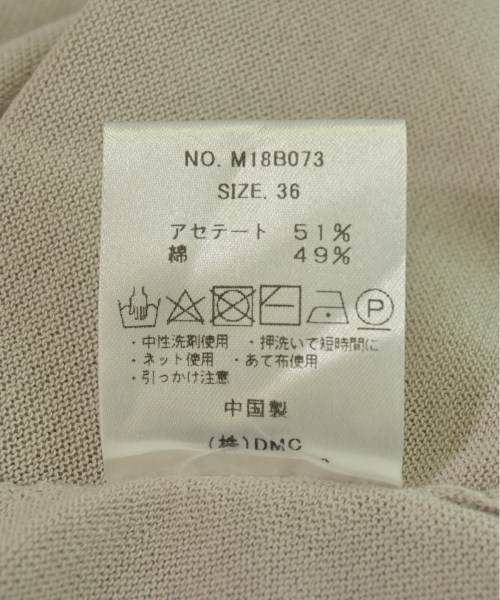 NO. M18B073
SIZE. 36
アセテート 51%
綿 49%
P
・中性洗剤使用 ・押洗いで短時間に
・ネット使用 ・あて布使用
・引っかけ注意
中国製
(株)DMC